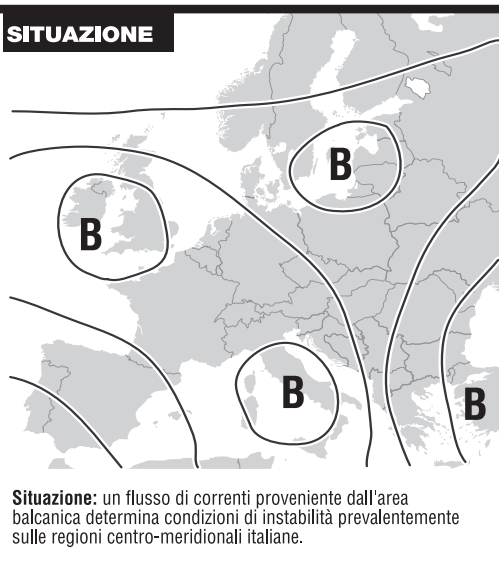 SITUAZIONE
B
B
B
B
Situazione: un flusso di correnti proveniente dall'area
balcanica determina condizioni di instabilità prevalentemente
sulle regioni centro-meridionali italiane.